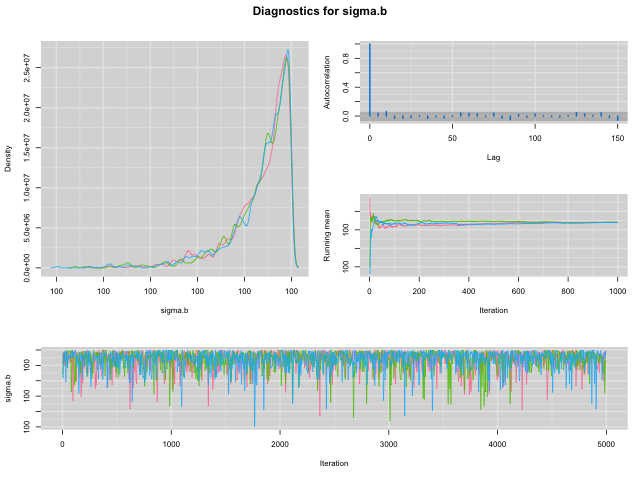 Diagnostics for sigma.b
Density
0.0e+00 5.0e+06 1.0e+07 1.5e+07 2.0e+07 2.5e+07
100 100 100 100 100 100
sigma.b
Autocorrelation
0.0 0.4 0.8
0 50 100 150
Lag
Running mean
100 100
0 200 400 600 800 1000
Iteration
sigma.b
100 100 100
0 1000 2000 3000 4000 5000
Iteration